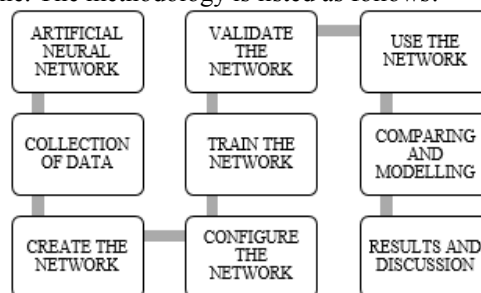 me. The methodology is listed as follows:
ARTIFICIAL
NEURAL
NETWORK
COLLECTION
OF DATA
CREATE THE
NETWORK
CONFIGURE
THE
NETWORK
TRAIN THE
NETWORK
VALIDATE
THE
NETWORK
USE THE
NETWORK
COMPARING
AND
MODELLING
RESULTS AND
DISCUSSION